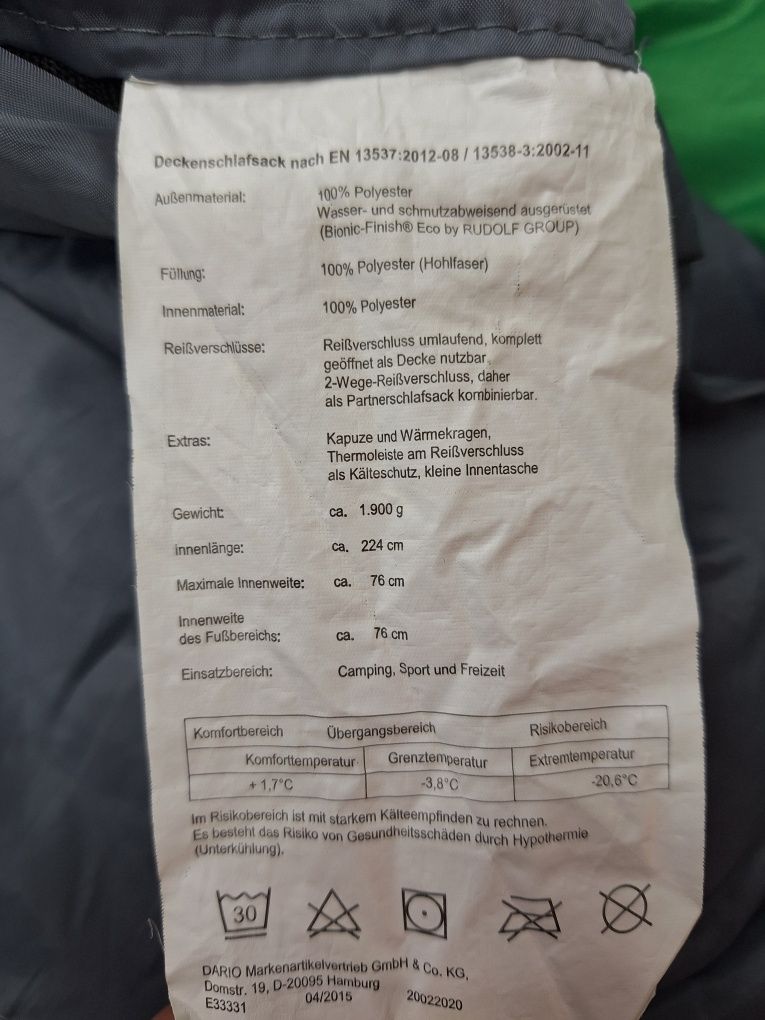 Deckenschlafsack nach EN 13537:2012-08 / 13538-3:2002-11
Außenmaterial: 100% Polyester
Wasser- und schmutzabweisend ausgerüstet
(Bionic-Finish® Eco by RUDOLF GROUP)
Füllung: 100% Polyester (Hohlfaser)
Innenmaterial: 100% Polyester
Reißverschlüsse: Reißverschluss umlaufend, komplett
geöffnet als Decke nutzbar.
2-Wege-Reißverschluss, daher
als Partnerschlafsack kombinierbar.
Extras: Kapuze und Wärmekragen,
Thermoleiste am Reißverschluss
als Kälteschutz, kleine Innentasche
Gewicht: ca. 1.900 g
innenlänge: ca. 224 cm
Maximale Innenweite: ca. 76 cm
Innenweite
des Fußbereichs: ca. 76 cm
Einsatzbereich: Camping, Sport und Freizeit
Komfortbereich Übergangsbereich Risikobereich
Komforttemperatur Grenztemperatur Extremtemperatur
+ 1,7°C -3,8°C -20,6°C
Im Risikobereich ist mit starkem Kälteempfinden zu rechnen.
Es besteht das Risiko von Gesundheitsschäden durch Hypothermie
(Unterkühlung).
30
DARIO Markenartikelvertrieb GmbH & Co. KG,
Domstr. 19, D-20095 Hamburg
E33331 04/2015 20022020